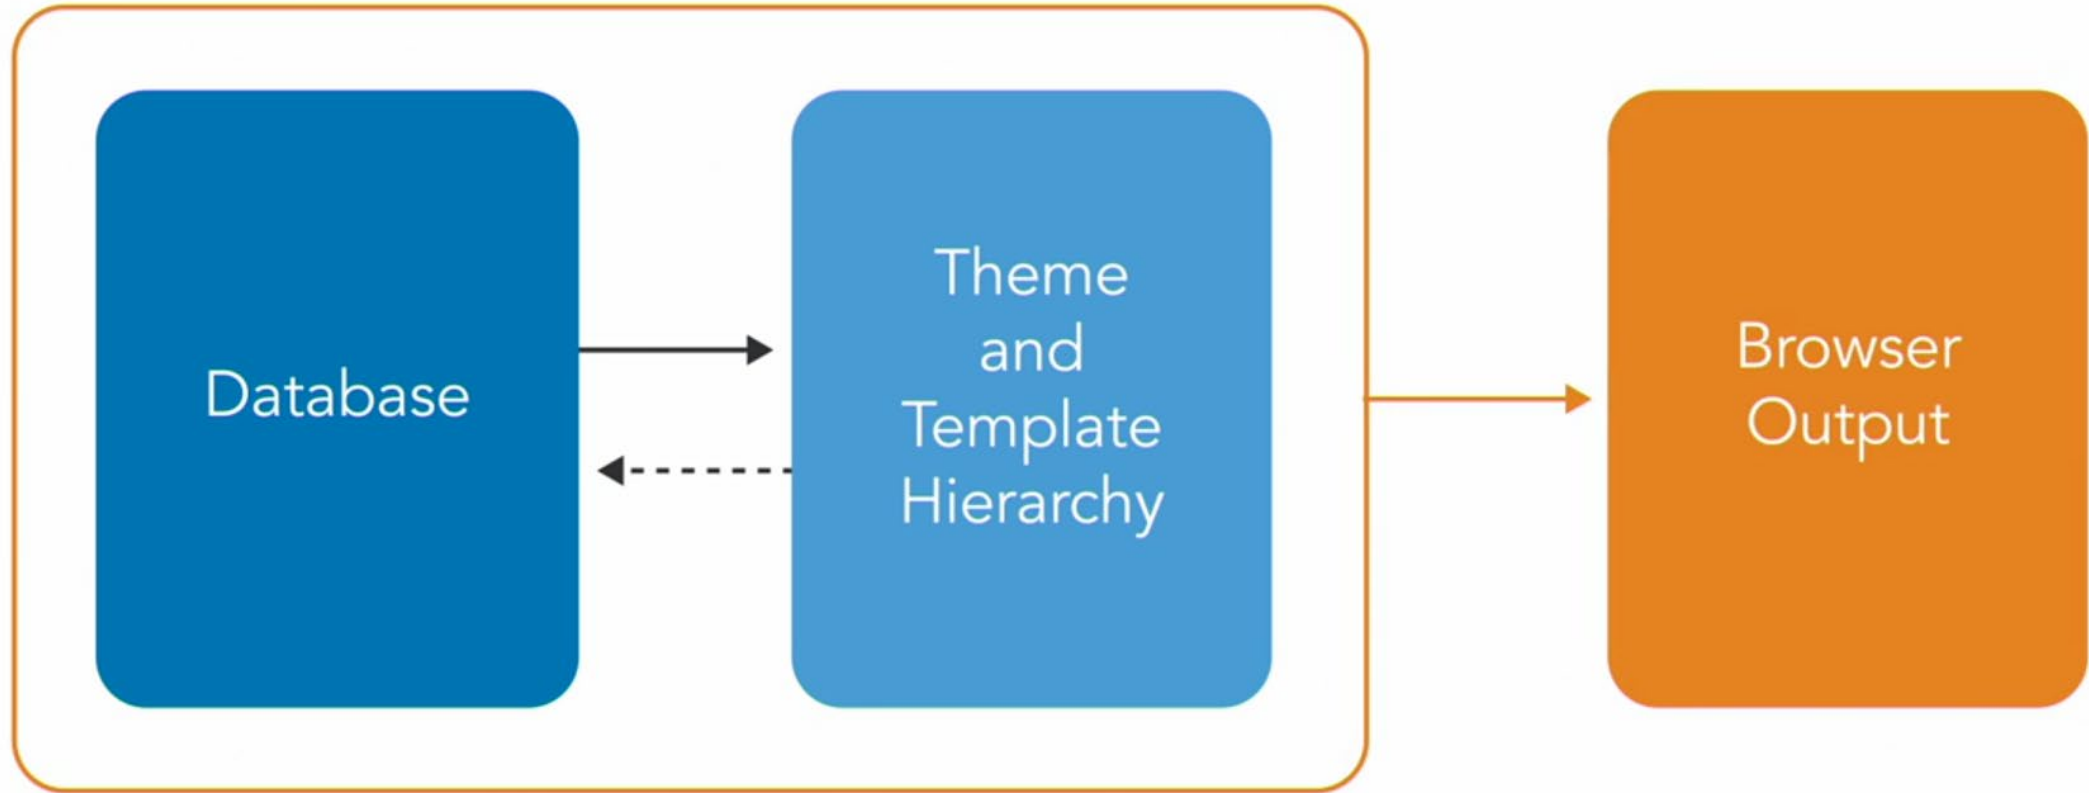 Database
Theme
and
Template
Hierarchy
Browser
Output